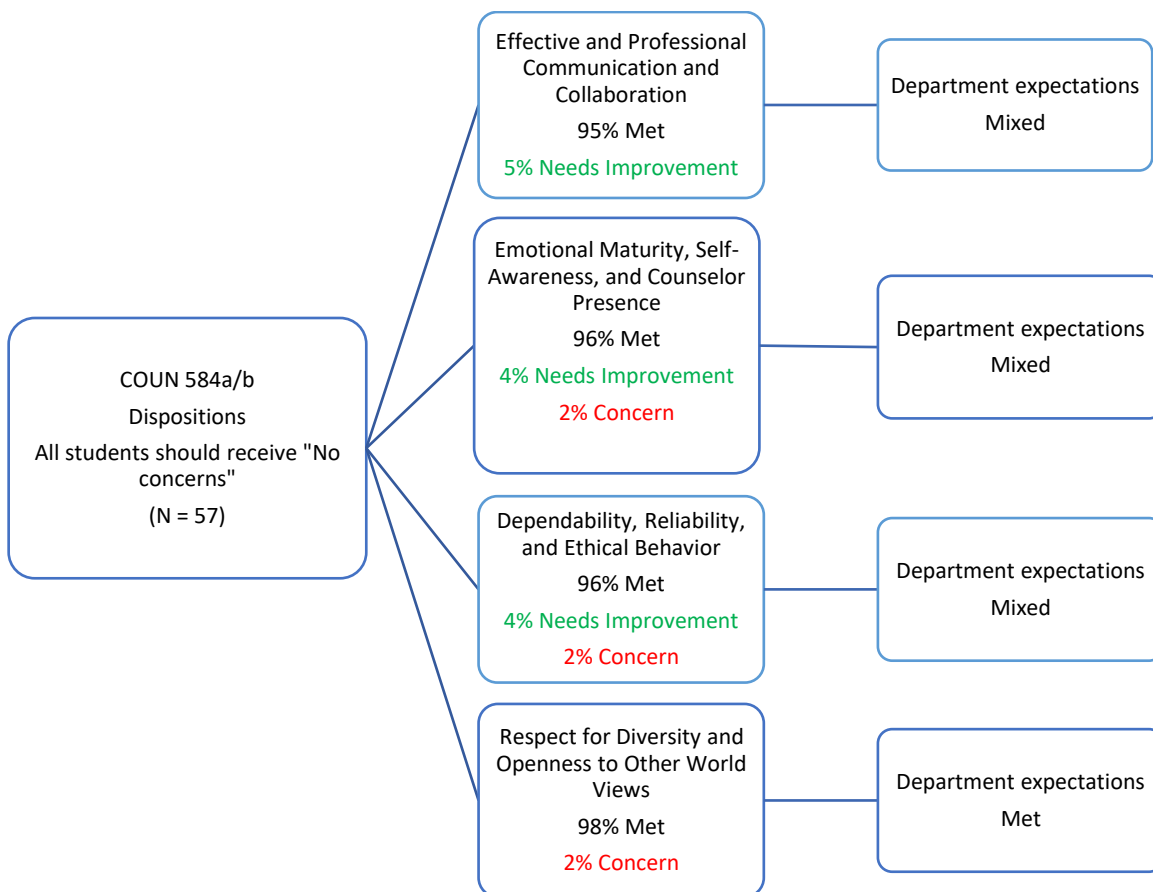 COUN 584a/b
Dispositions
All students should receive "No
concerns"
(N = 57)
Effective and Professional
Communication and
Collaboration
95% Met
5% Needs Improvement
Department expectations
Mixed
Emotional Maturity, Self-
Awareness, and Counselor
Presence
96% Met
4% Needs Improvement
2% Concern
Department expectations
Mixed
Dependability, Reliability,
and Ethical Behavior
96% Met
4% Needs Improvement
2% Concern
Department expectations
Mixed
Respect for Diversity and
Openness to Other World
Views
98% Met
2% Concern
Department expectations
Met